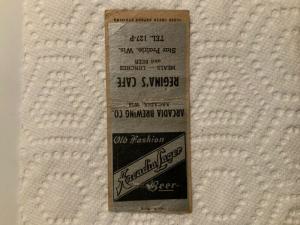 Old Fashion
Arcadia Lager
Beer
ARCADIA BREWING CO.
ARCADIA, WIS.
REGINA'S CAFE
MEALS — LUNCHES
and BEER
Star Prairie, Wis.
TEL. 127-P